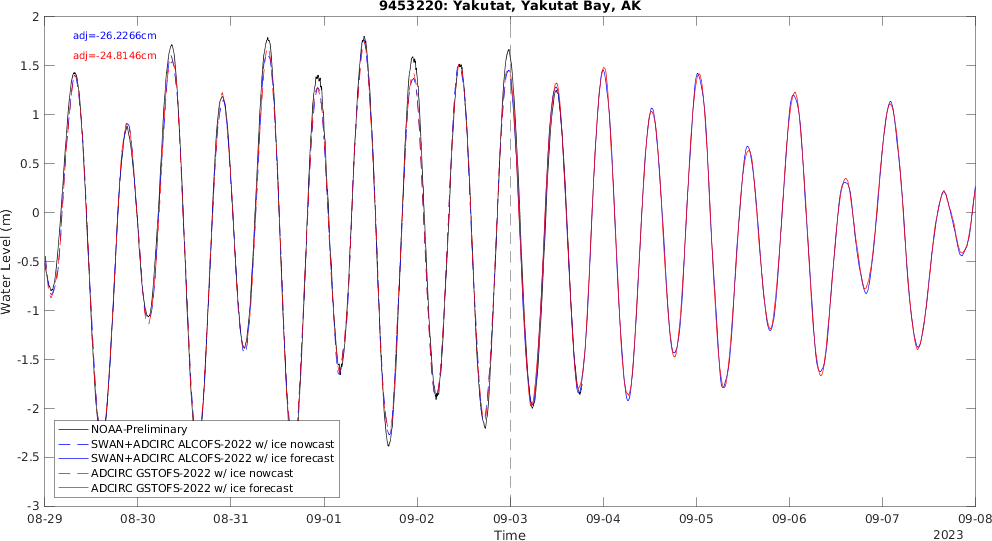 9453220: Yakutat, Yakutat Bay, AK
adj=-26.2266cm
adj=-24.8146cm
2
1.5
1
0.5
0
-0.5
-1
-1.5
-2
-2.5
-3
Water Level (m)
NOAA-Preliminary
SWAN+ADCIRC ALCOFS-2022 w/ ice nowcast
SWAN+ADCIRC ALCOFS-2022 w/ ice forecast
ADCIRC GSTOFS-2022 w/ ice nowcast
ADCIRC GSTOFS-2022 w/ ice forecast
08-29 08-30 08-31 09-01 09-02 09-03 09-04 09-05 09-06 09-07 09-08
Time
2023